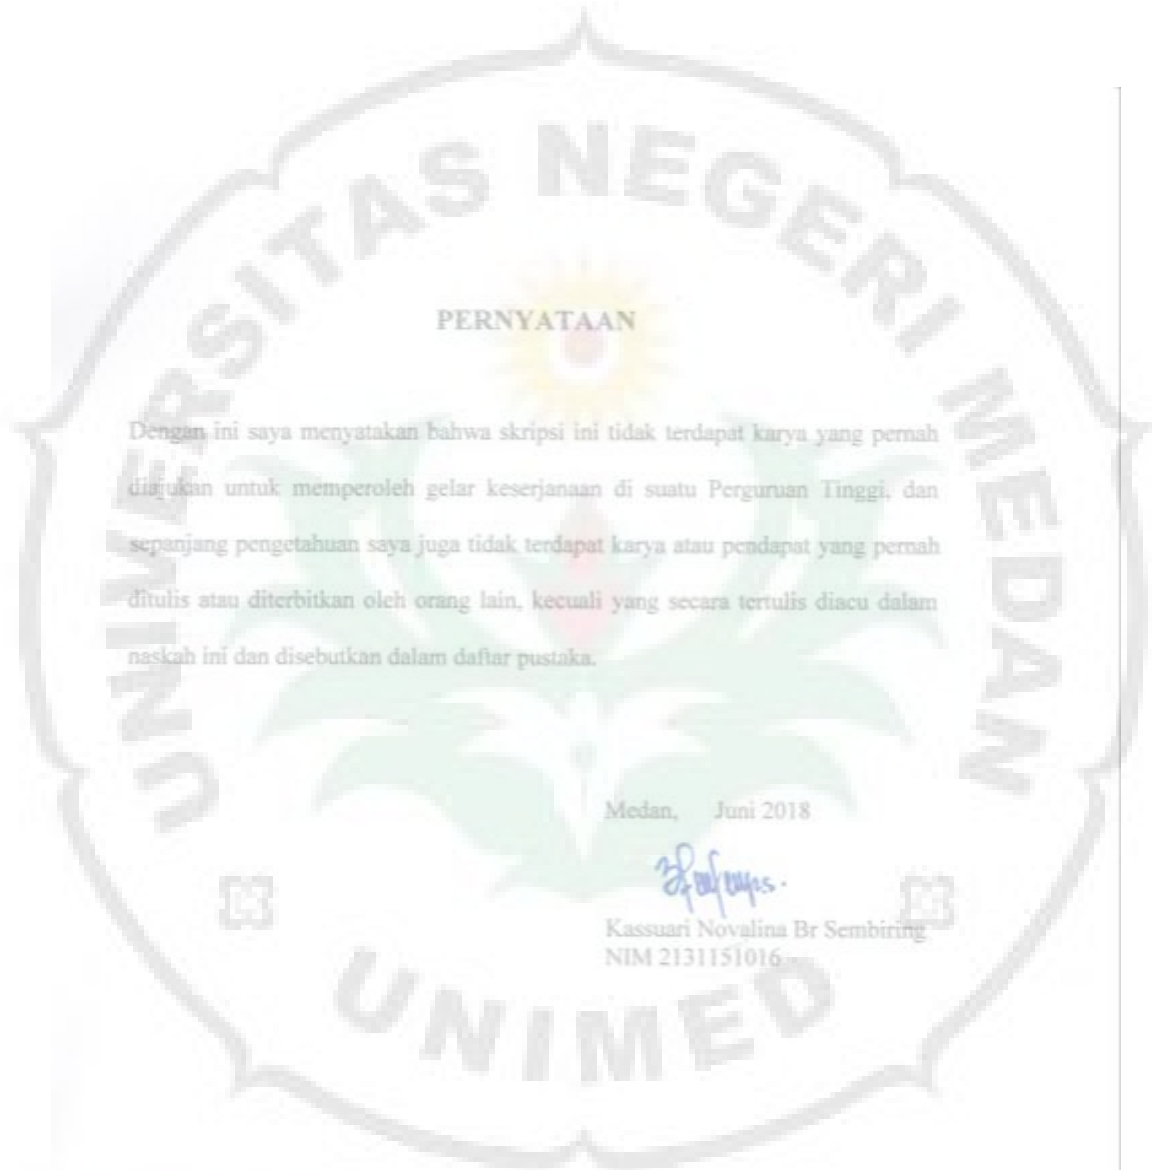 UNIVERSITAS NEGERI MEDAN
PERNYATAAN
Dengan ini saya menyatakan bahwa skripsi ini tidak terdapat karya yang pernah
diajukan untuk memperoleh gelar keserjanaan di suatu Perguruan Tinggi, dan
sepanjang pengetahuan saya juga tidak terdapat karya atau pendapat yang pernah
ditulis atau diterbitkan oleh orang lain, kecuali yang secara tertulis diacu dalam
naskah ini dan disebutkan dalam daftar pustaka.
Medan, Juni 2018
Kassuari Novalina Br Sembiring
NIM 2131151016
UNIMED